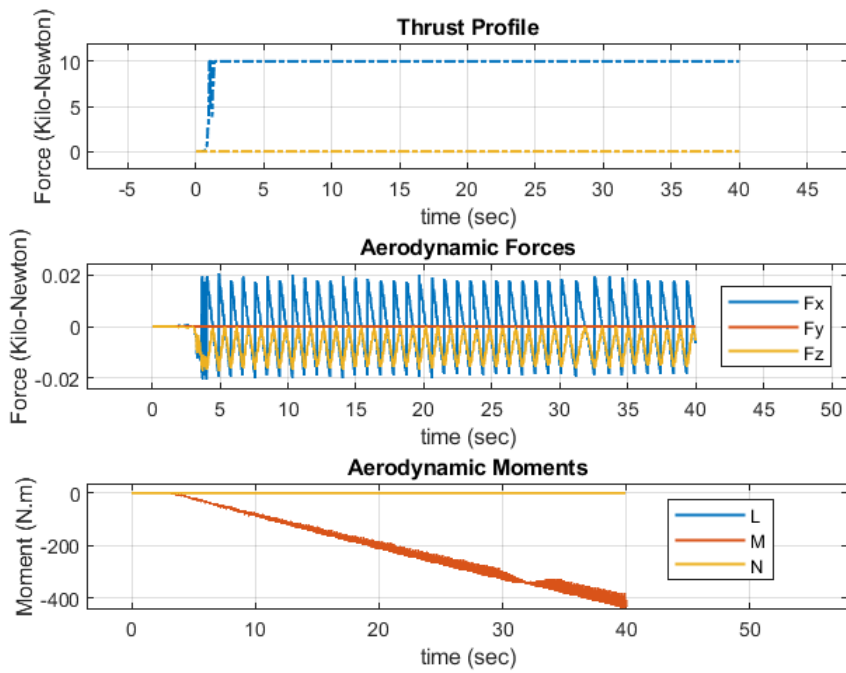 Thrust Profile
Force (Kilo-Newton)
10
5
0
-5 0 5 10 15 20 25 30 35 40 45
time (sec)
Aerodynamic Forces
Force (Kilo-Newton)
0.02
0
-0.02
Fx
Fy
Fz
0 5 10 15 20 25 30 35 40 45 50
time (sec)
Aerodynamic Moments
Moment (N.m)
0
-200
-400
L
M
N
0 10 20 30 40 50
time (sec)